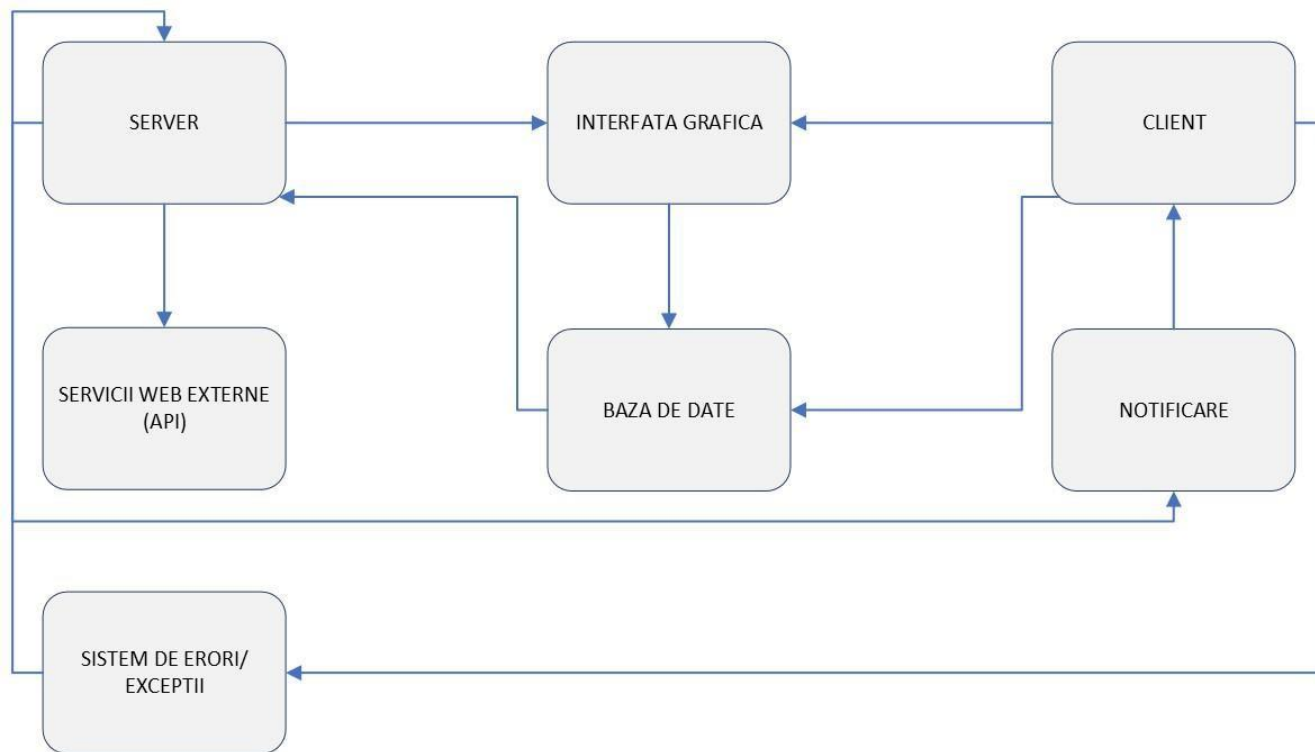 SERVER
INTERFATA GRAFICA
CLIENT
SERVICII WEB EXTERNE
(API)
BAZA DE DATE
NOTIFICARE
SISTEM DE ERORI/
EXCEPTII